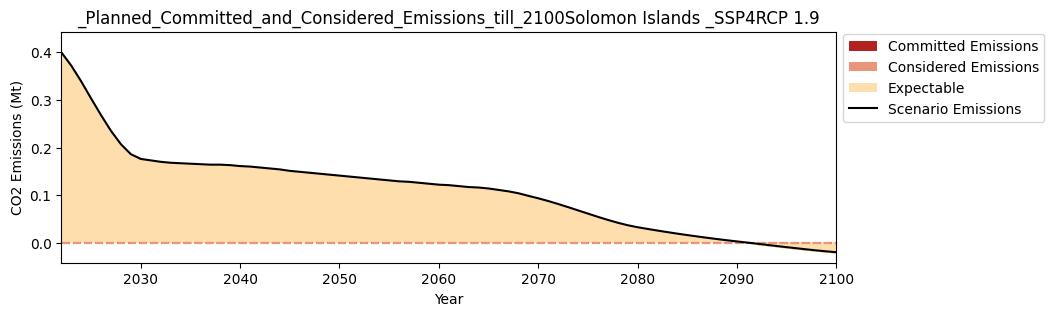 _Planned_Committed_and_Considered_Emissions_till_2100Solomon Islands _SSP4RCP 1.9
CO2 Emissions (Mt)
0.4
0.3
0.2
0.1
0.0
2030 2040 2050 2060 2070 2080 2090 2100
Year
Committed Emissions
Considered Emissions
Expectable
Scenario Emissions